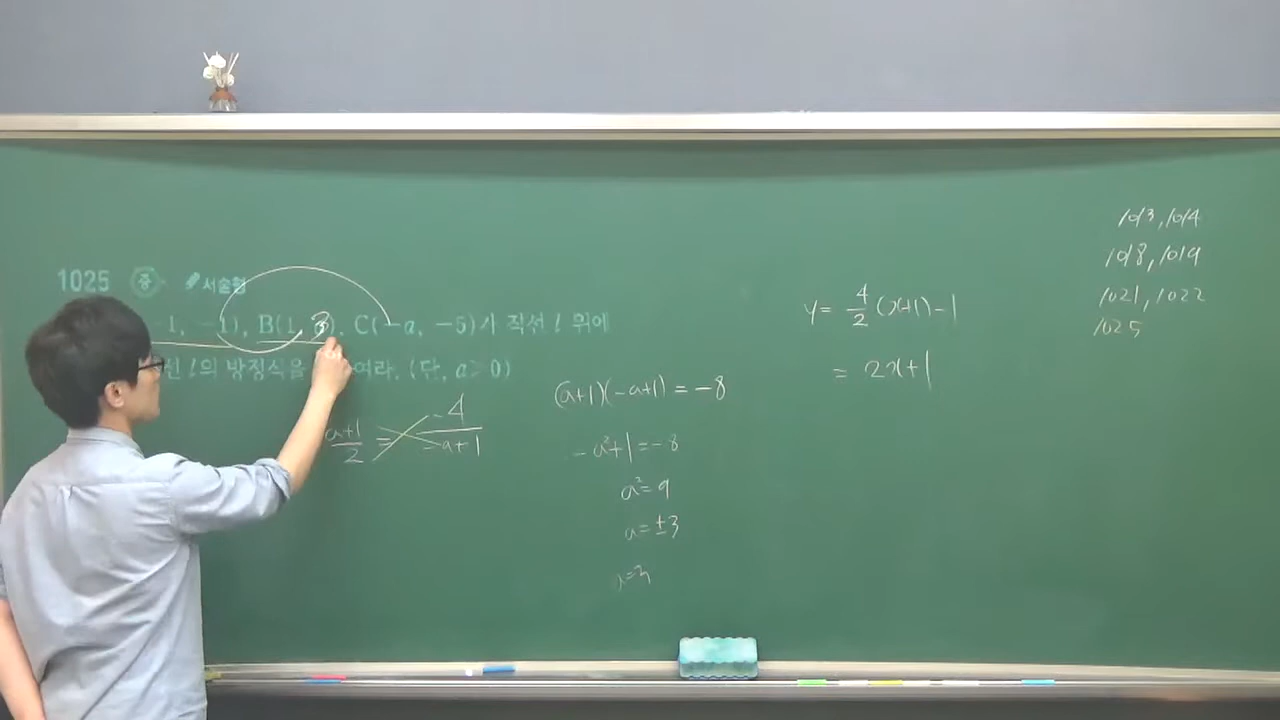 1025 중 서술형
-1, -1), B(1, 3), C(-a, -5)가 직선 l 위에
선 l의 방정식을 여라. (단, a>0)
a+1/2 = -4/-a+1
(a+1)(-a+1) = -8
-a²+1 = -8
a² = 9
a = ±3
y = 4/2 (x+1) -1
= 2x+1
1013, 1014
1018, 1019
1021, 1022
1025